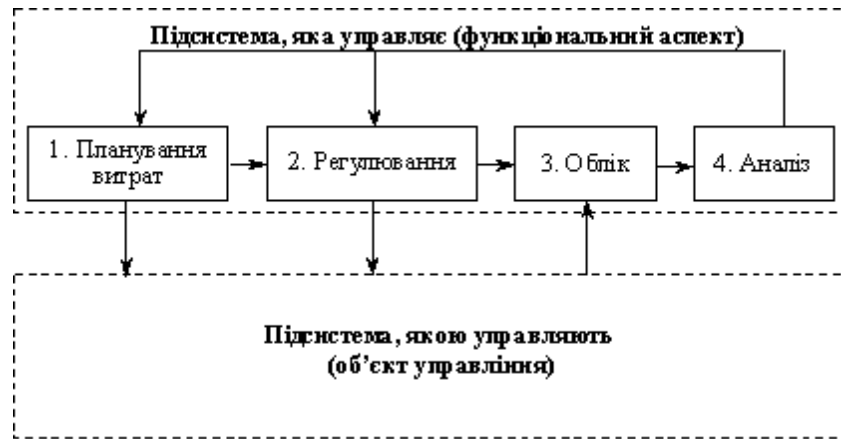 Підсистема, яка управляє (функціональний аспект)
1. Планування
витрат
2. Регулювання
3. Облік
4. Аналіз
Підсистема, якою управляють
(об’єкт управління)